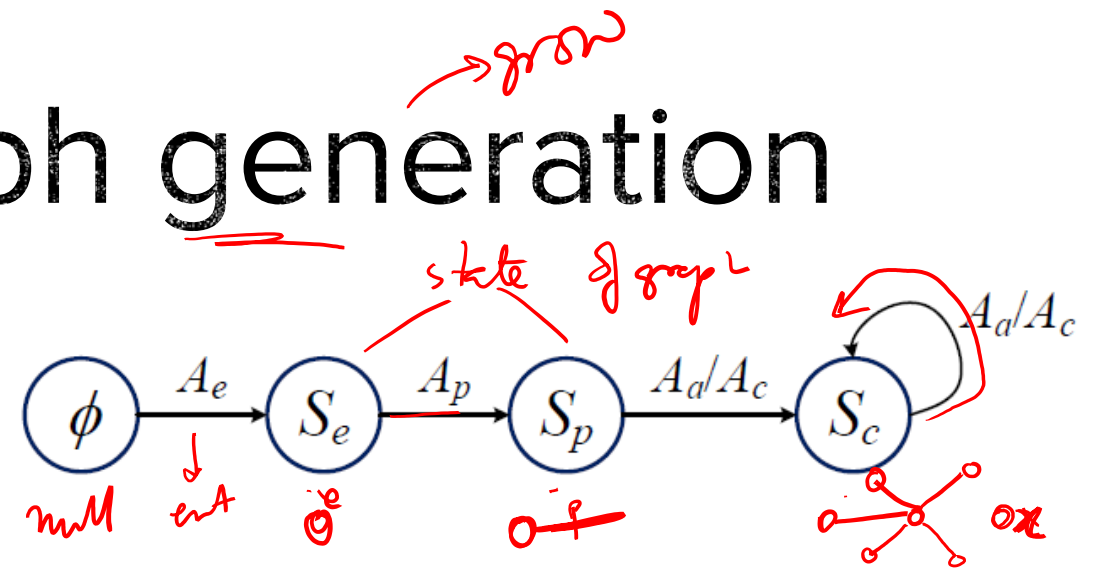 grow
ph generation
state of graph
A_a/A_c
A_e A_p A_a/A_c
ϕ S_e S_p S_c
null ent e p